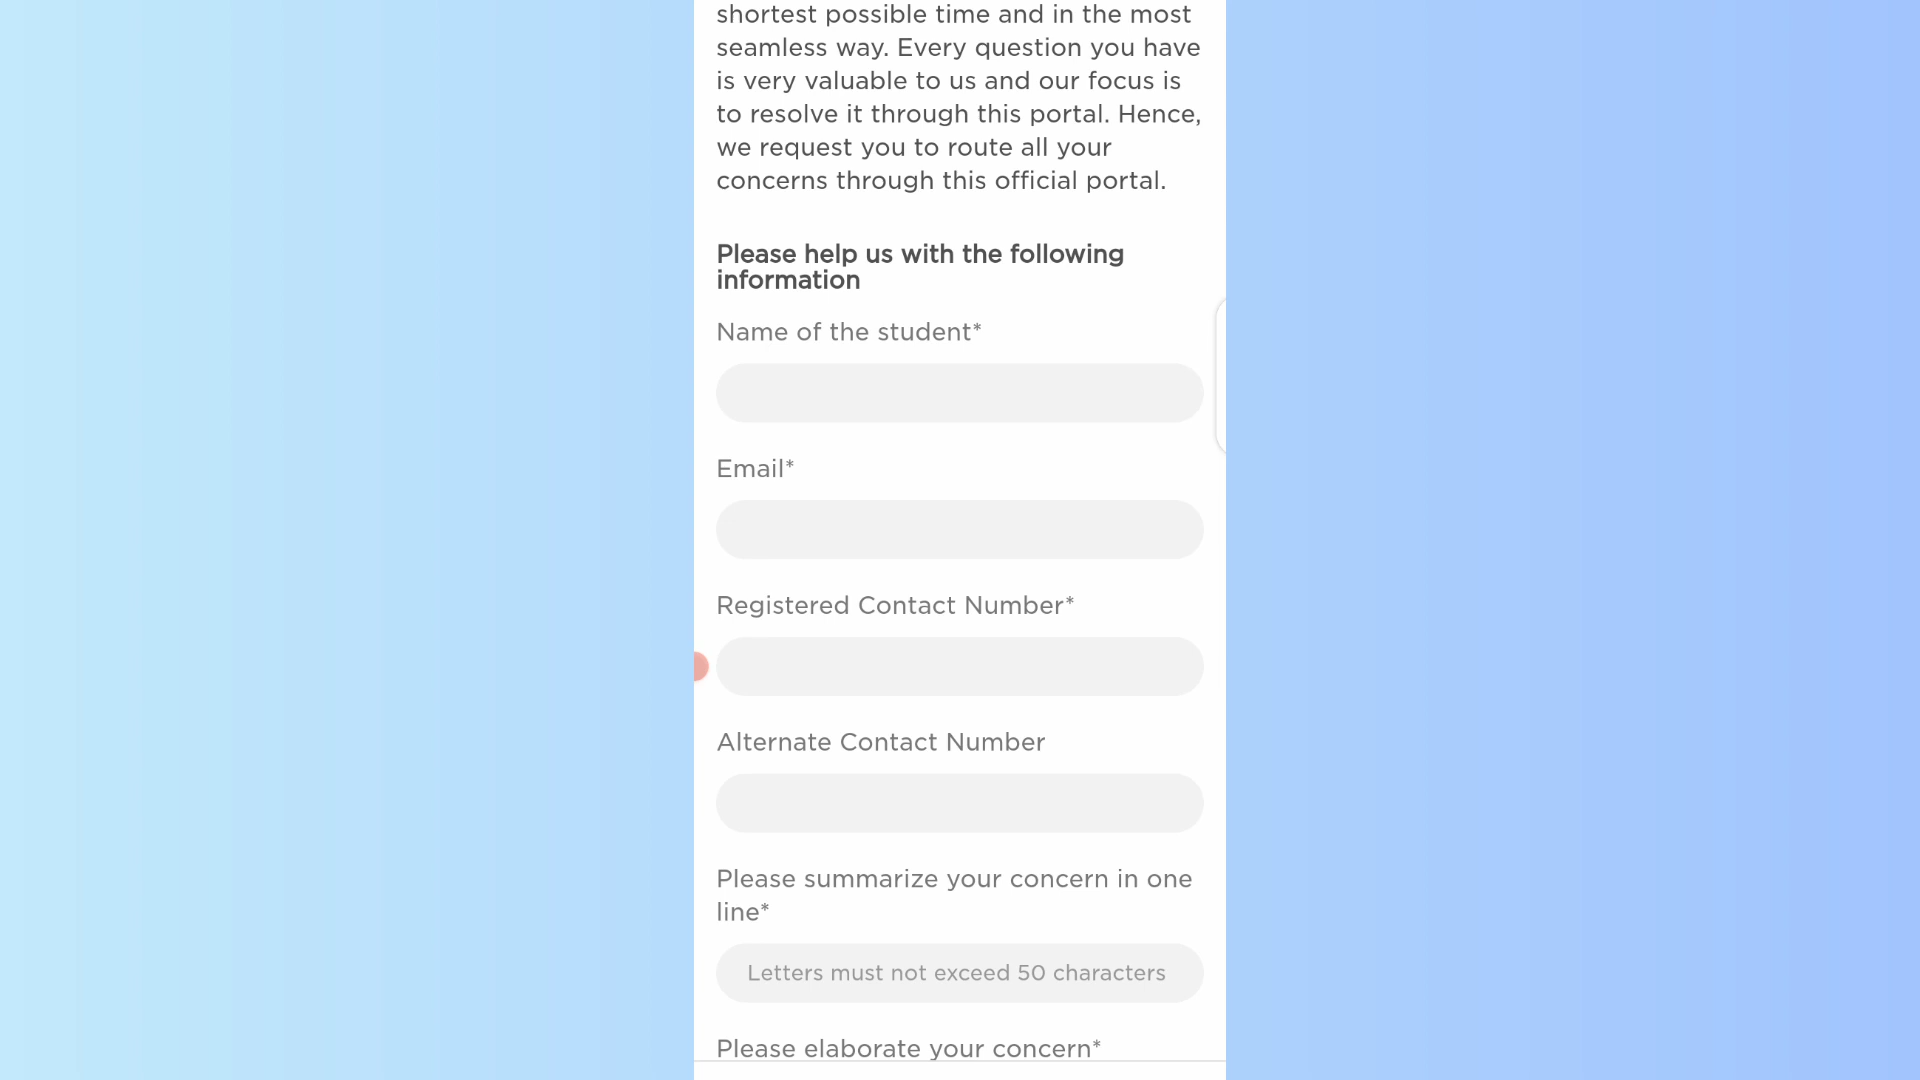 shortest possible time and in the most
seamless way. Every question you have
is very valuable to us and our focus is
to resolve it through this portal. Hence,
we request you to route all your
concerns through this official portal.
Please help us with the following
information
Name of the student*
Email*
Registered Contact Number*
Alternate Contact Number
Please summarize your concern in one
line*
Letters must not exceed 50 characters
Please elaborate your concern*